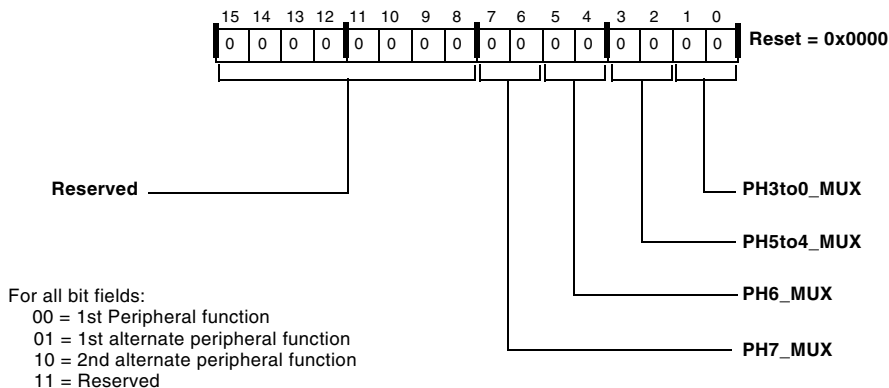 15 14 13 12 11 10 9 8 7 6 5 4 3 2 1 0
0 0 0 0 0 0 0 0 0 0 0 0 0 0 0 0 Reset = 0x0000
Reserved
PH3to0_MUX
PH5to4_MUX
PH6_MUX
PH7_MUX
For all bit fields:
00 = 1st Peripheral function
01 = 1st alternate peripheral function
10 = 2nd alternate peripheral function
11 = Reserved